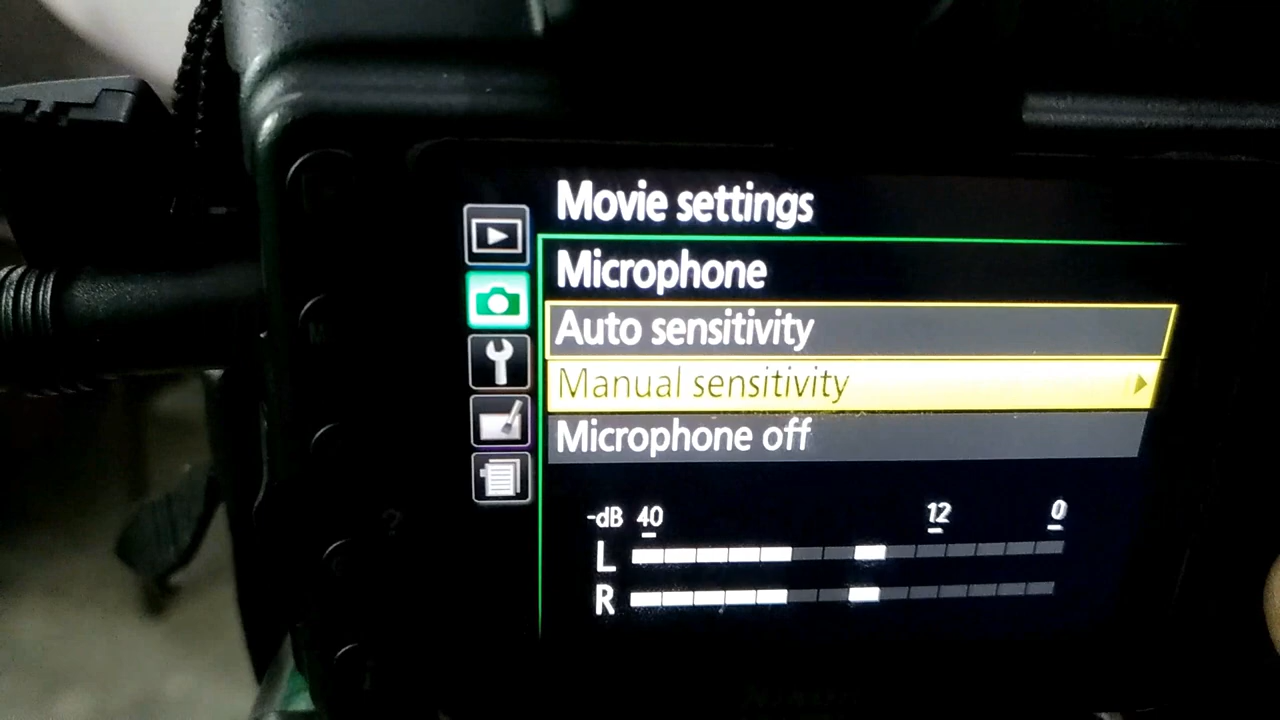 Movie settings
Microphone
Auto sensitivity
Manual sensitivity
Microphone off
-dB 40 12 0
L
R
?